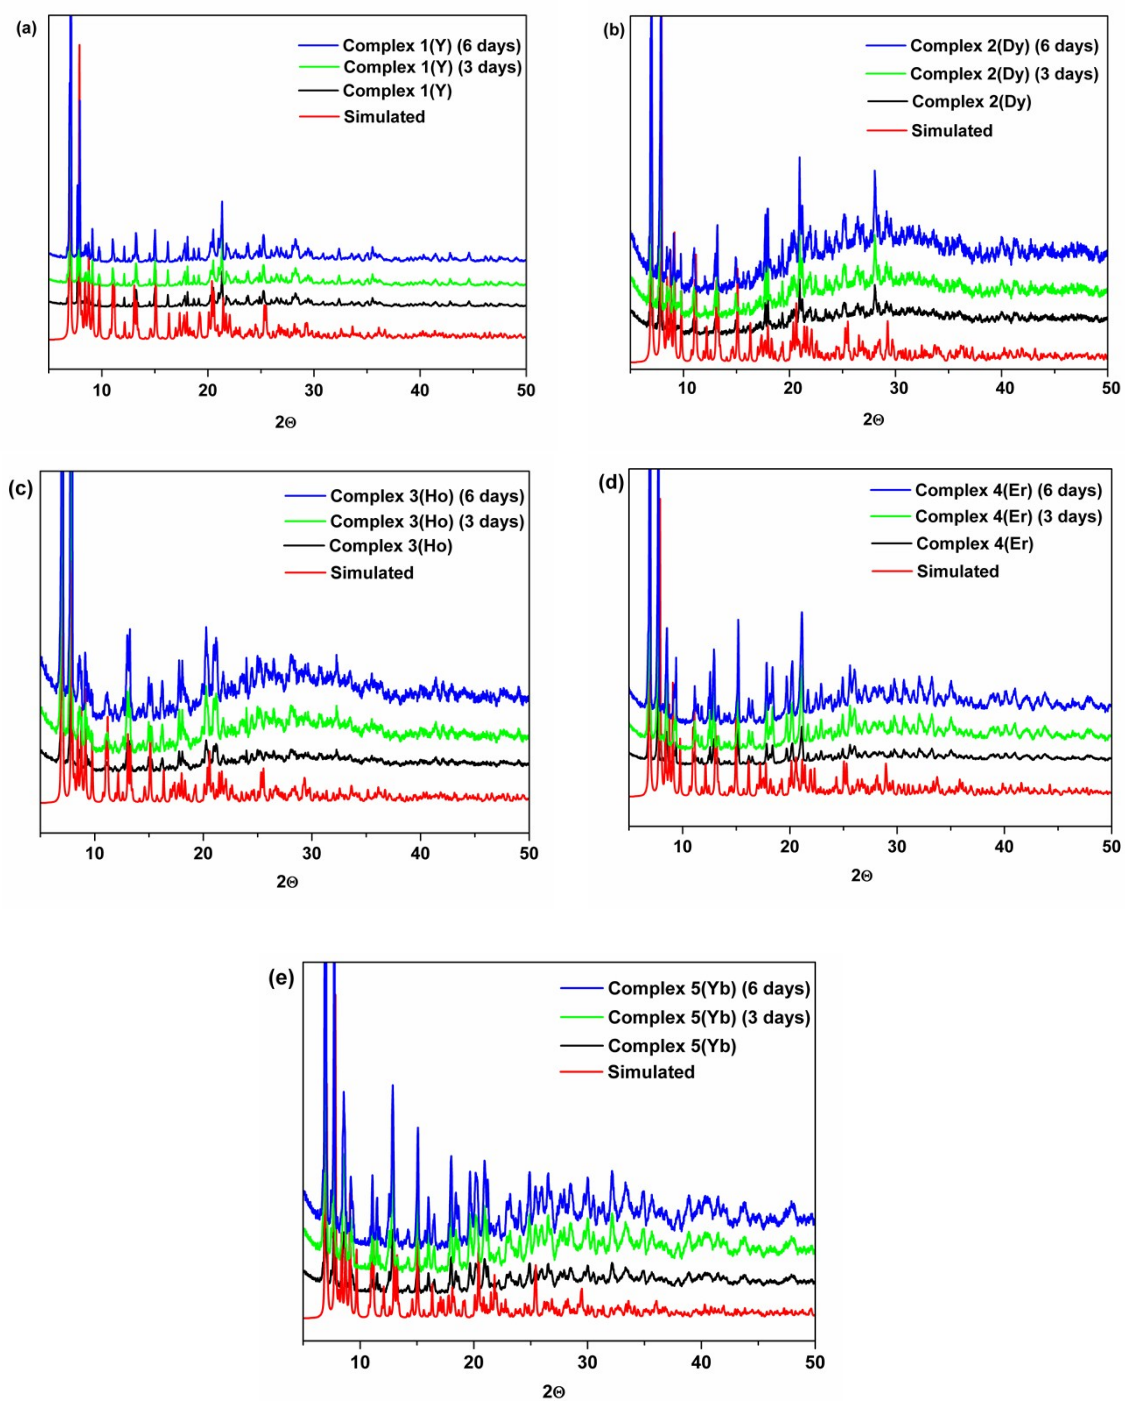 (a)
Complex 1(Y) (6 days)
Complex 1(Y) (3 days)
Complex 1(Y)
Simulated
10 20 30 40 50
2Θ
(b)
Complex 2(Dy) (6 days)
Complex 2(Dy) (3 days)
Complex 2(Dy)
Simulated
10 20 30 40 50
2Θ
(c)
Complex 3(Ho) (6 days)
Complex 3(Ho) (3 days)
Complex 3(Ho)
Simulated
10 20 30 40 50
2Θ
(d)
Complex 4(Er) (6 days)
Complex 4(Er) (3 days)
Complex 4(Er)
Simulated
10 20 30 40 50
2Θ
(e)
Complex 5(Yb) (6 days)
Complex 5(Yb) (3 days)
Complex 5(Yb)
Simulated
10 20 30 40 50
2Θ